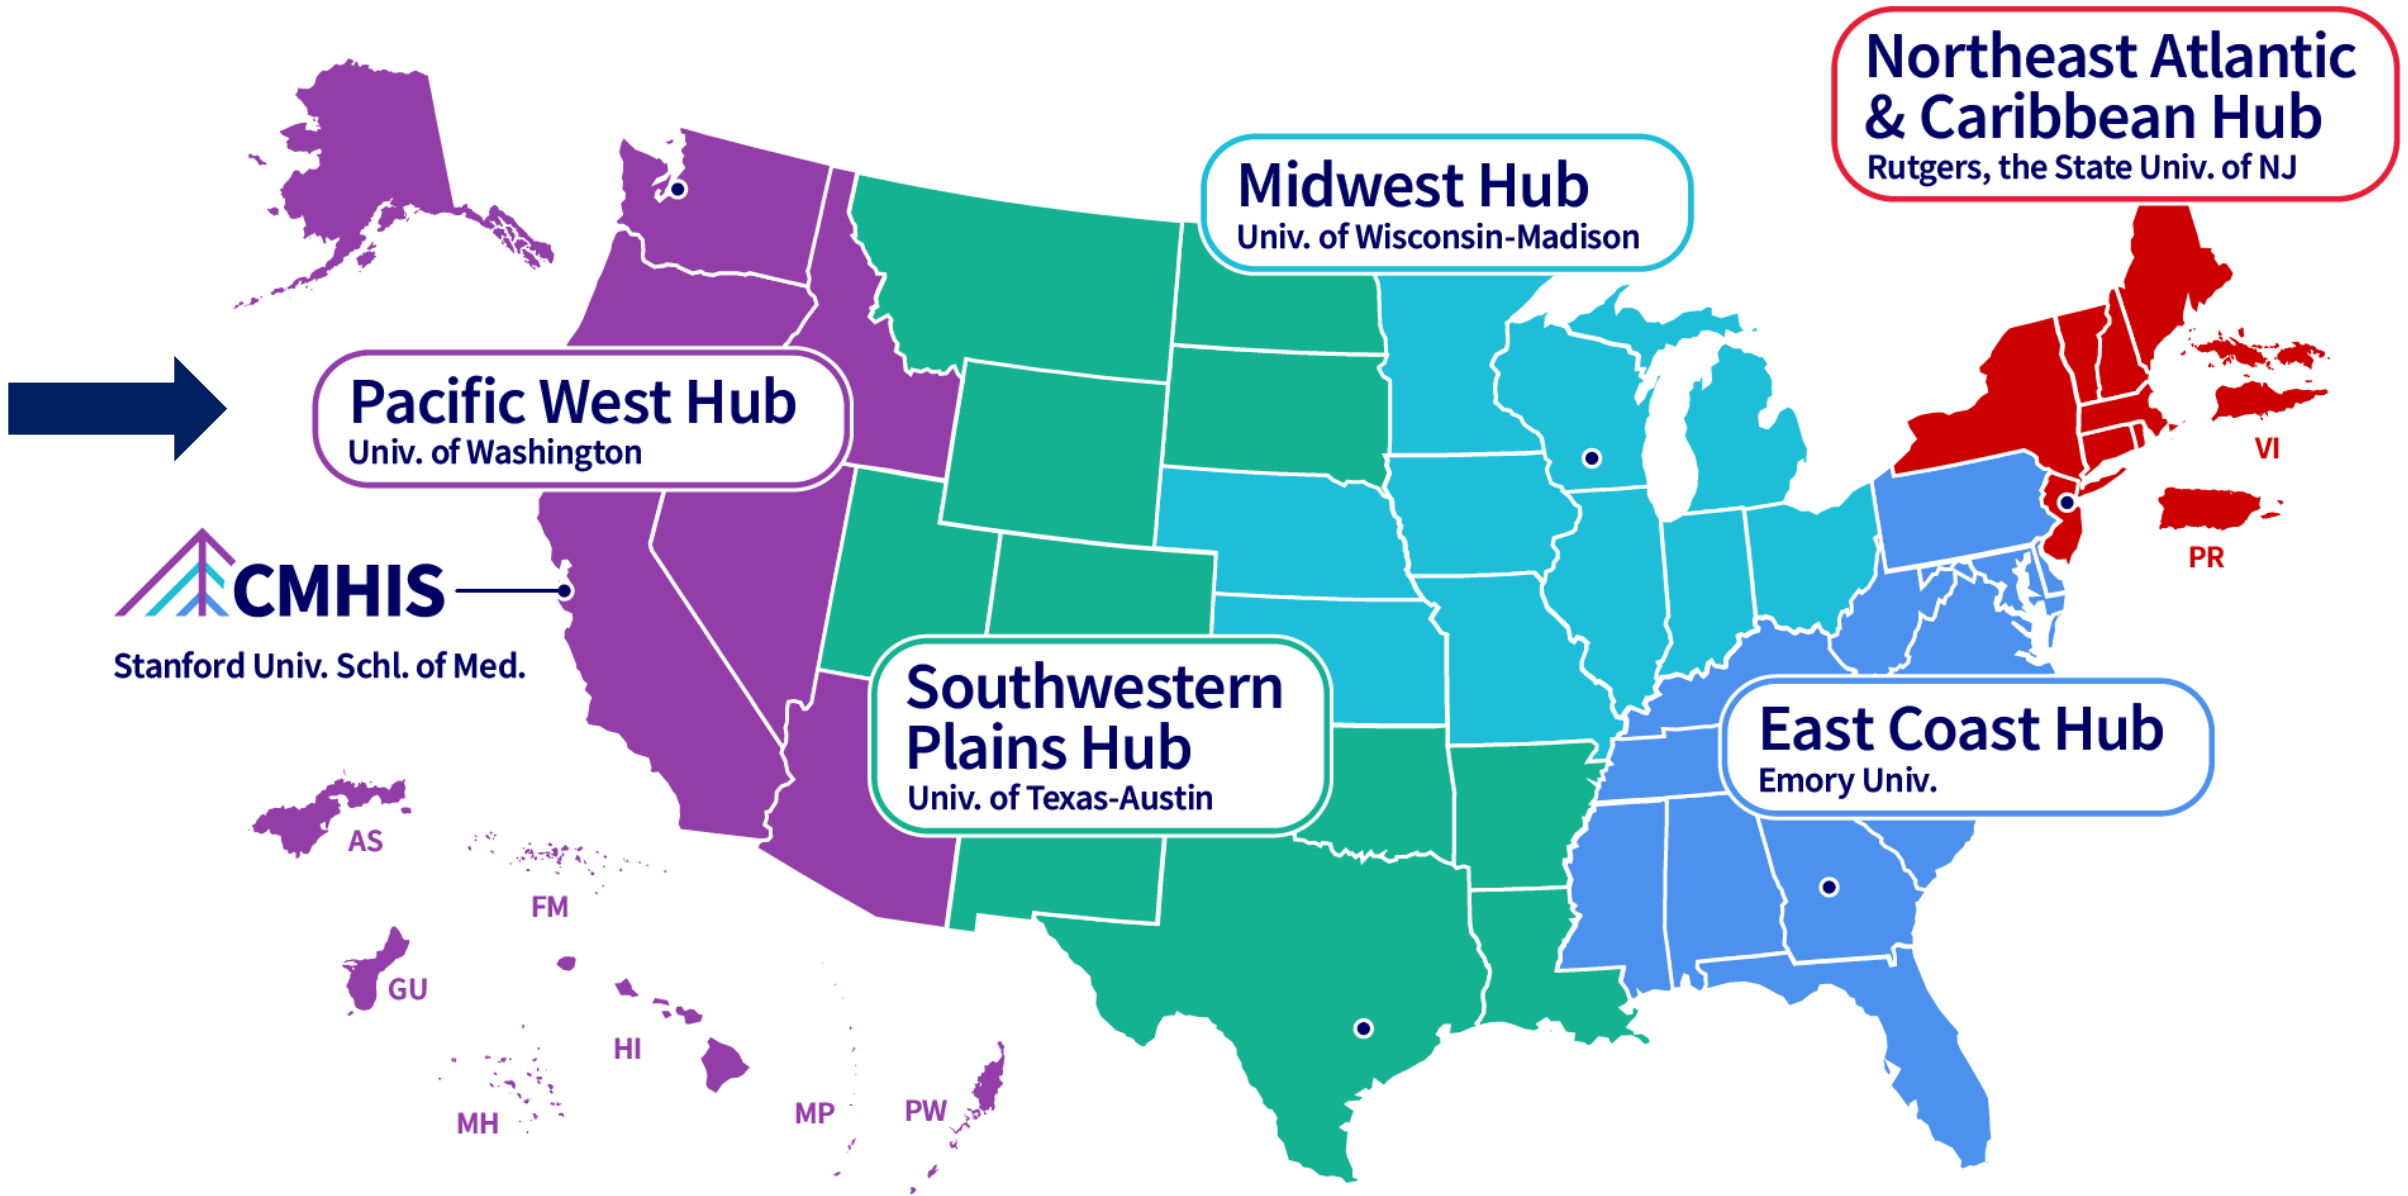 Northeast Atlantic
& Caribbean Hub
Rutgers, the State Univ. of NJ
Midwest Hub
Univ. of Wisconsin-Madison
Pacific West Hub
Univ. of Washington
VI
PR
CMHIS
Stanford Univ. Schl. of Med.
Southwestern
Plains Hub
Univ. of Texas-Austin
East Coast Hub
Emory Univ.
AS
FM
GU
HI
MH
MP
PW